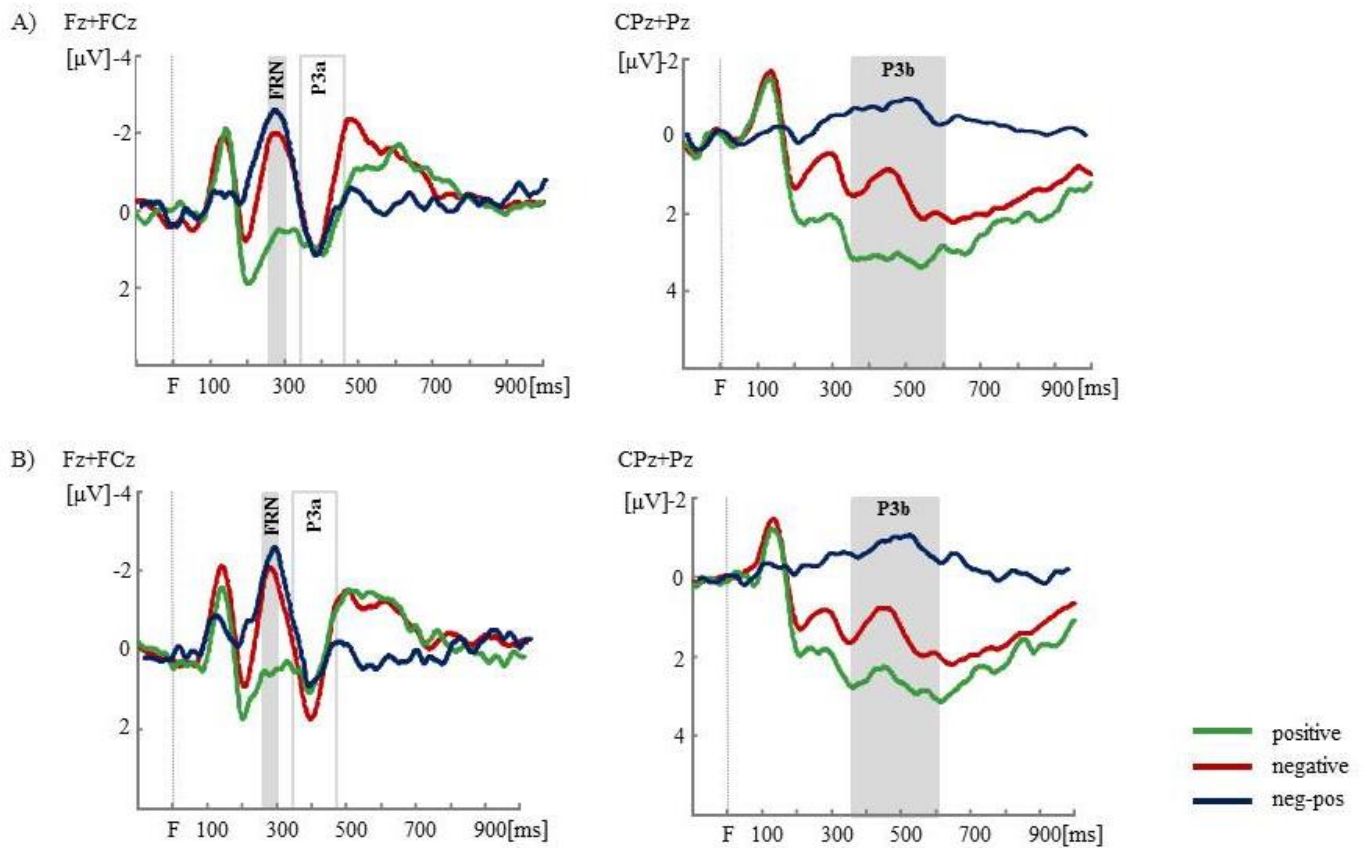 A) Fz+FCz CPz+Pz
[µV] -4 [µV] -2
FRN P3a P3b
-2 0
0 2
2 4
F 100 300 500 700 900 [ms] F 100 300 500 700 900 [ms]
B) Fz+FCz CPz+Pz
[µV] -4 [µV] -2
FRN P3a P3b
-2 0
0 2
2 4
positive
negative
neg-pos
F 100 300 500 700 900 [ms] F 100 300 500 700 900 [ms]